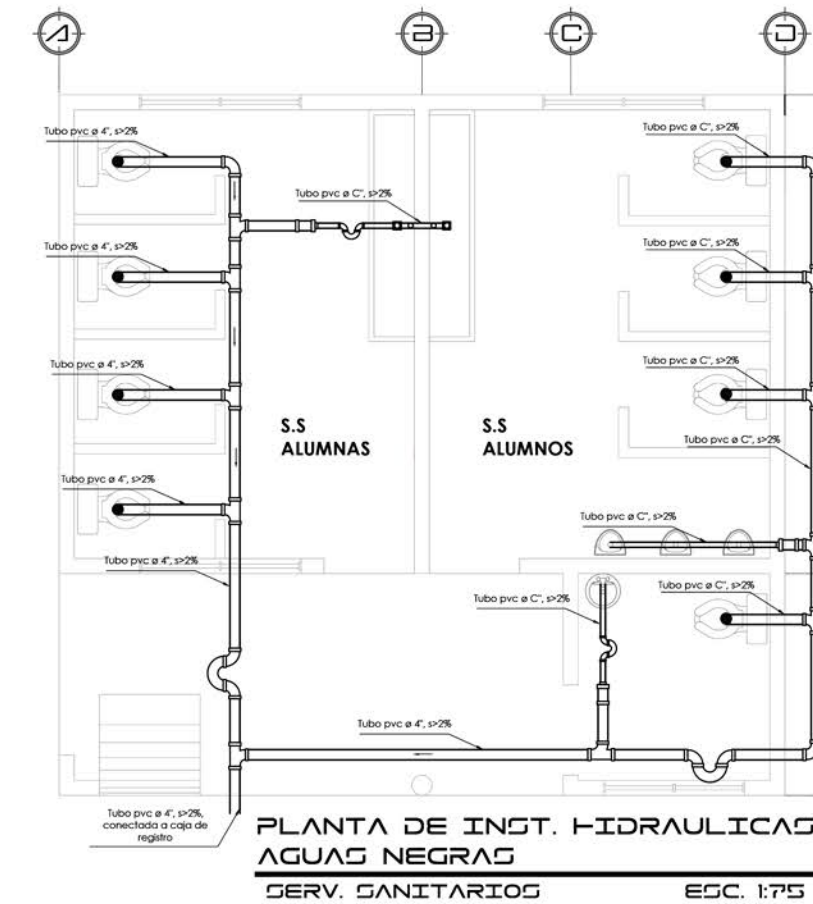 A B C D
Tubo pvc ø 4", s>2%
Tubo pvc ø C", s>2%
Tubo pvc ø C", s>2%
Tubo pvc ø 4", s>2%
Tubo pvc ø C", s>2%
Tubo pvc ø 4", s>2%
Tubo pvc ø C", s>2%
S.S
ALUMNAS
S.S
ALUMNOS
Tubo pvc ø C", s>2%
Tubo pvc ø 4", s>2%
Tubo pvc ø C", s>2%
Tubo pvc ø 4", s>2%
Tubo pvc ø C", s>2%
Tubo pvc ø C", s>2%
Tubo pvc ø 4", s>2%
Tubo pvc ø 4", s>2%,
conectada a caja de
registro
PLANTA DE INST. HIDRAULICAS
AGUAS NEGRAS
SERV. SANITARIOS ESC. 1:75